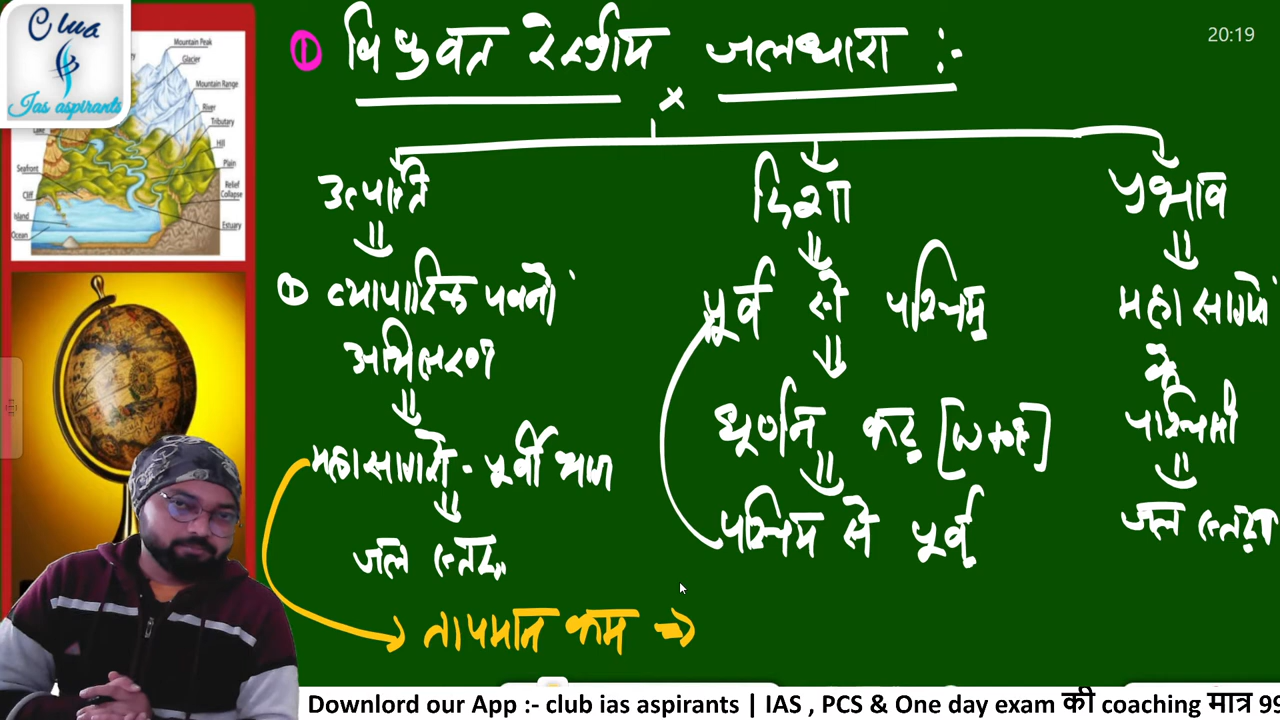 Clua
Ias aspirants
Mountain Peak
Glacier
Mountain Range
River
Tributary
Hill
Plain
Relief
Collapse
Estuary
Lake
Seafront
Cliff
Island
Ocean
20:19
① विषुवत रेखीय जलधारा :-
उत्पत्ति
दिशा
प्रभाव
① व्यापारिक पवनों
अभिसरण
महासागरों - पूर्वी भाग
जल स्तर
तापमान कम ⇒
पूर्व से पश्चिम
घूर्णन कर [W to E]
पश्चिम से पूर्व
महासागरों
के
पश्चिमी
जल स्तर
Downlord our App :- club ias aspirants | IAS , PCS & One day exam की coaching मात्र 99